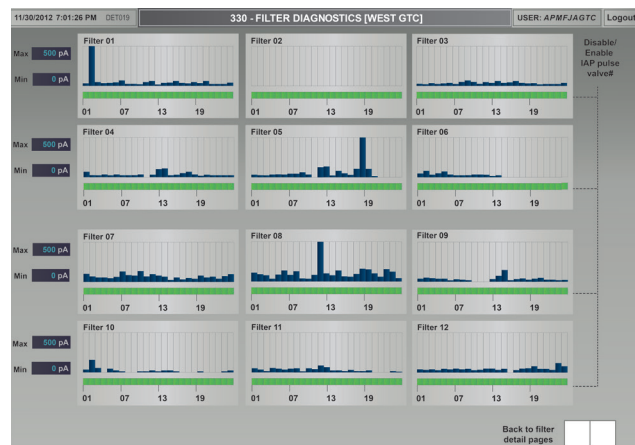 11/30/2012 7:01:26 PM DET019 330 - FILTER DIAGNOSTICS [WEST GTC] USER: APMFJAGTC Logout
Filter 01 Filter 02 Filter 03
Disable/
Enable
IAP pulse
valve#
Max 500 pA
Min 0 pA
01 07 13 19 01 07 13 19 01 07 13 19
Filter 04 Filter 05 Filter 06
Max 500 pA
Min 0 pA
01 07 13 19 01 07 13 19 01 07 13 19
Filter 07 Filter 08 Filter 09
Max 500 pA
Min 0 pA
01 07 13 19 01 07 13 19 01 07 13 19
Filter 10 Filter 11 Filter 12
Max 500 pA
Min 0 pA
01 07 13 19 01 07 13 19 01 07 13 19
Back to filter
detail pages